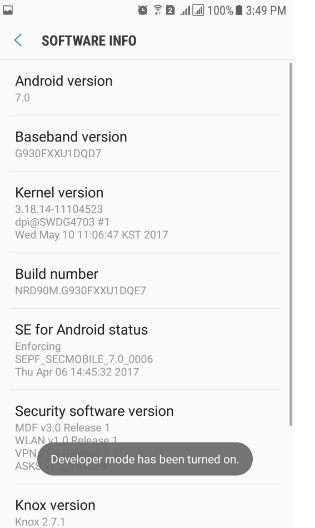 2 100% 3:49 PM
SOFTWARE INFO
Android version
7.0
Baseband version
G930FXXU1DQD7
Kernel version
3.18.14-11104523
dpi@SWDG4703 #1
Wed May 10 11:06:47 KST 2017
Build number
NRD90M.G930FXXU1DQE7
SE for Android status
Enforcing
SEPF_SECMOBILE_7.0_0006
Thu Apr 06 14:45:32 2017
Security software version
MDF v3.0 Release 1
WLAN v1.0 Release 1
VPN
Developer mode has been turned on.
ASKS
Knox version
Knox 2.7.1